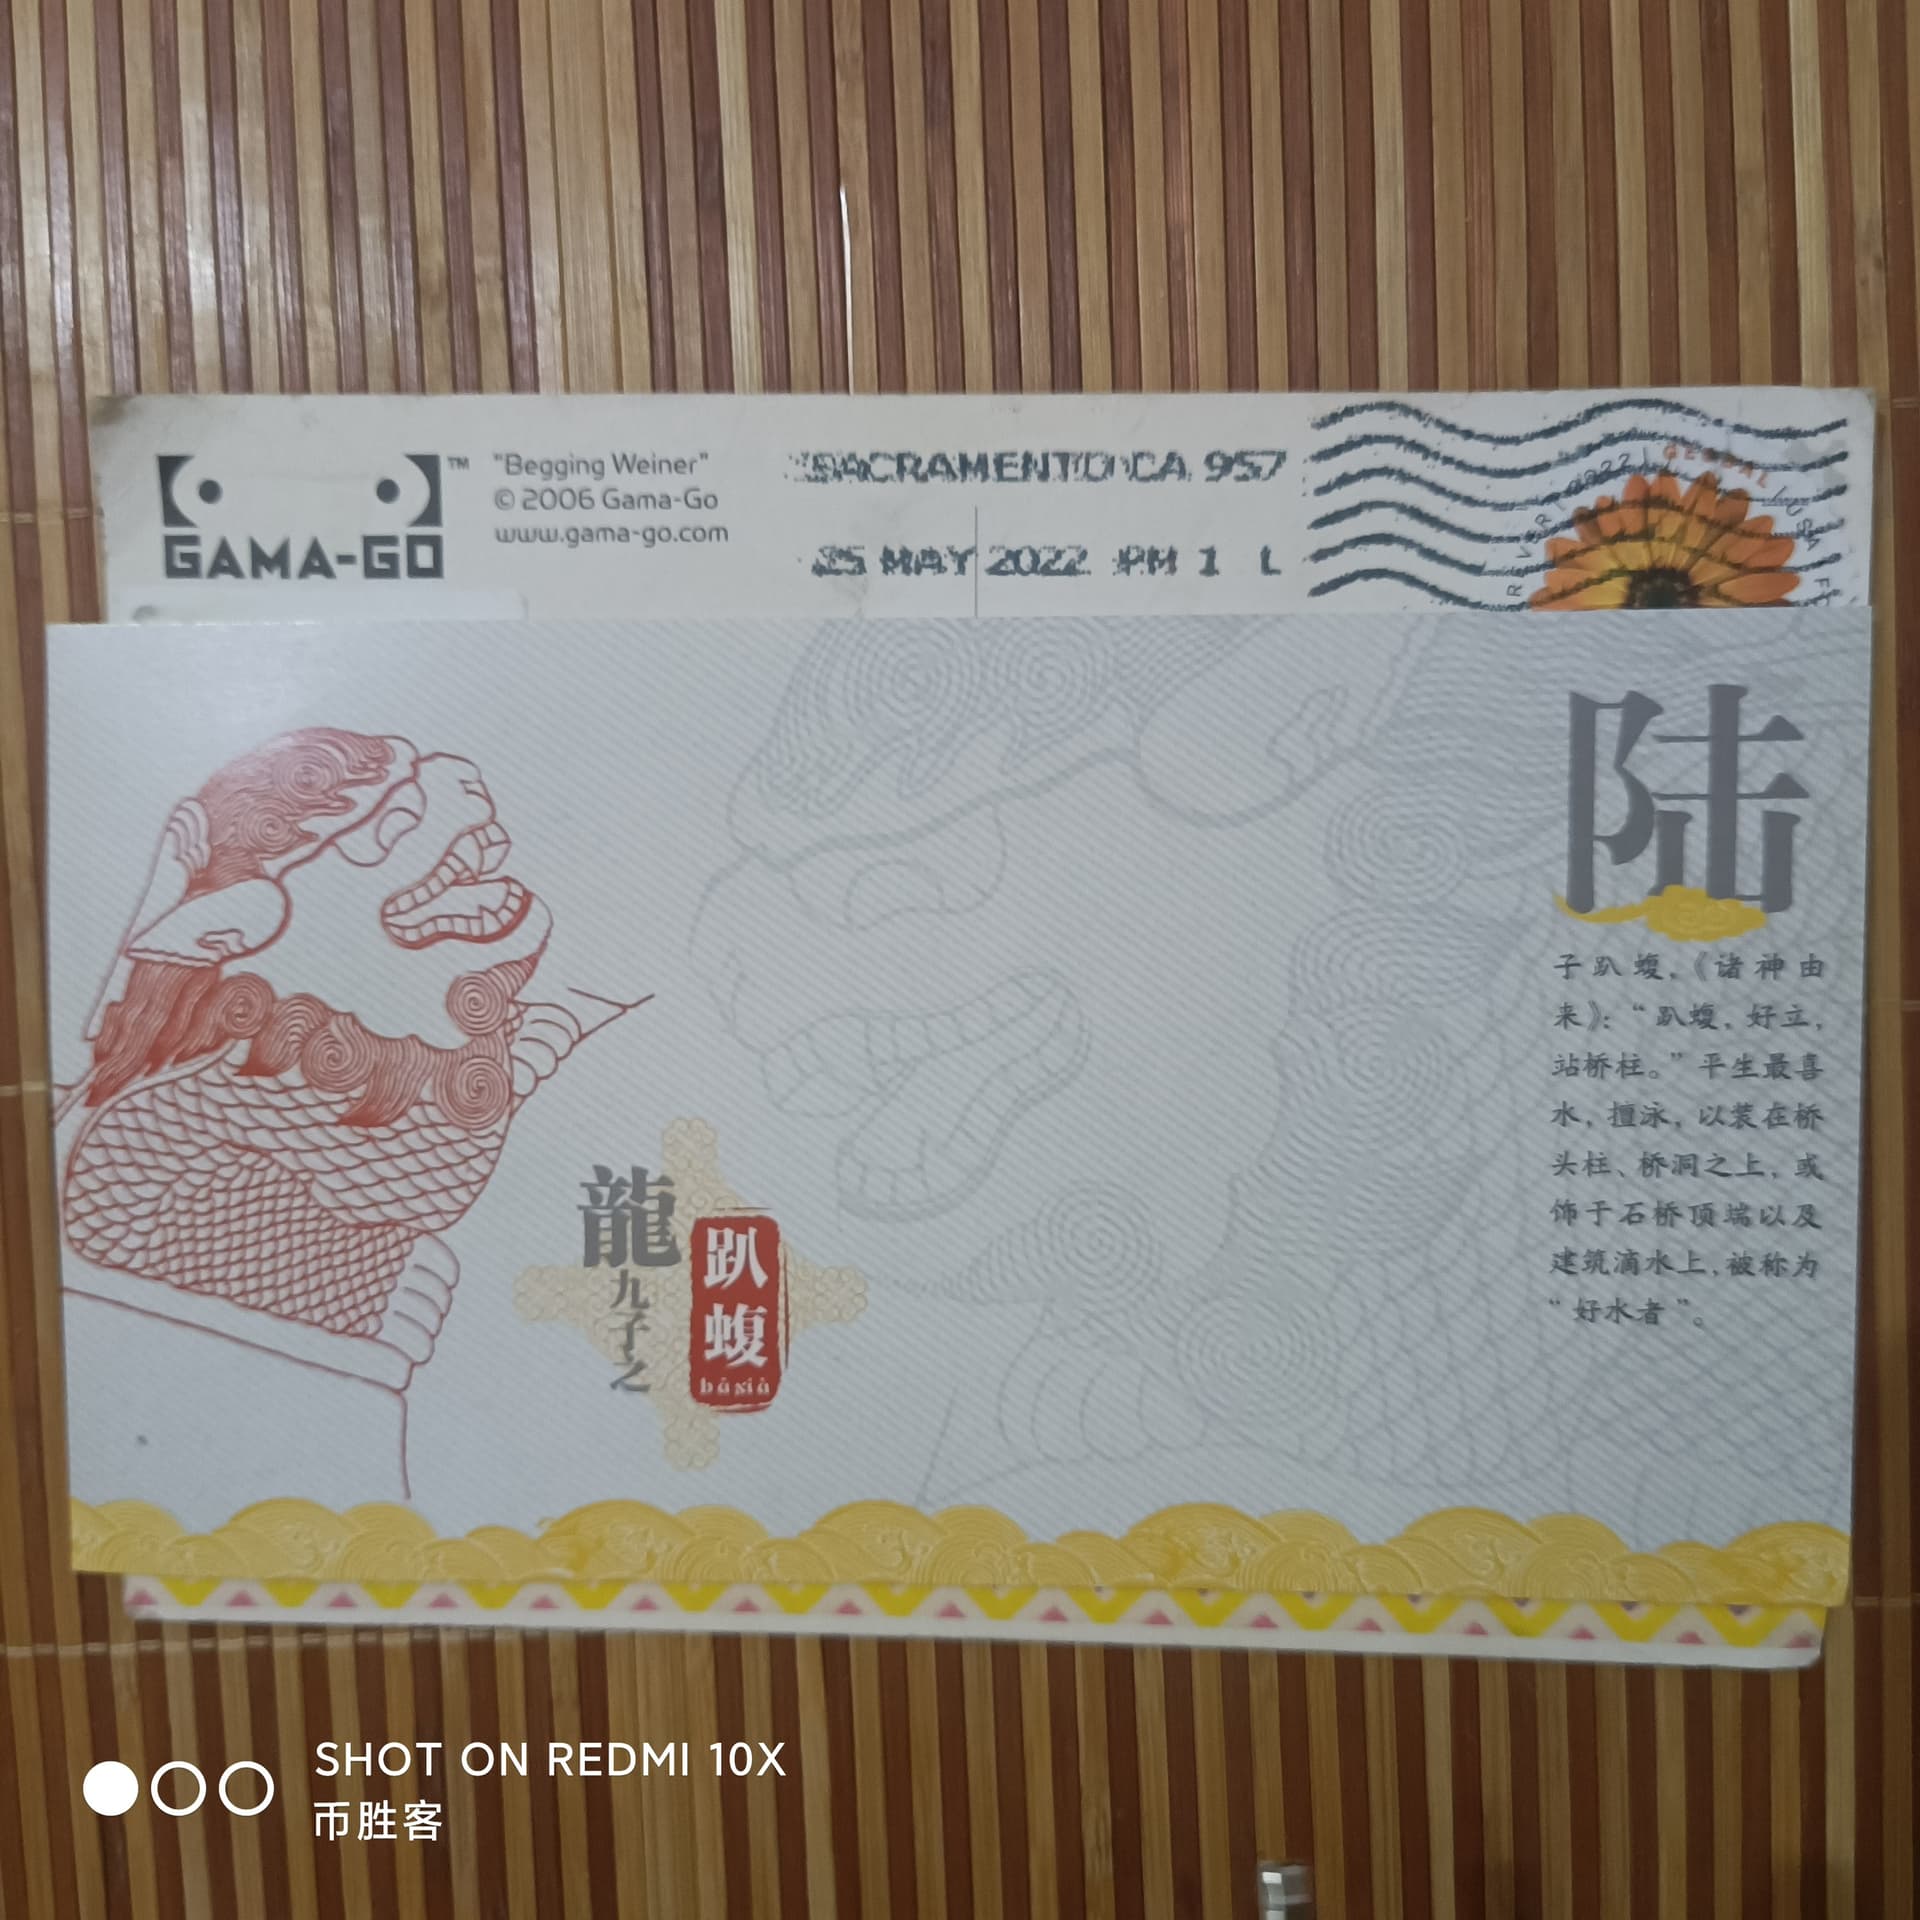 GAMA-GO
TM
"Begging Weiner"
© 2006 Gama-Go
www.gama-go.com
SACRAMENTO CA 957
25 MAY 2022 PM 1 L
陆
子趴蝮,《诸神由
来》:“趴蝮,好立,
站桥柱。”平生最喜
水,擅泳,以装在桥
头柱、桥洞之上,或
饰于石桥顶端以及
建筑滴水上,被称为
“好水者”。
龍
九子之
趴蝮
bāxià
SHOT ON REDMI 10X
币胜客